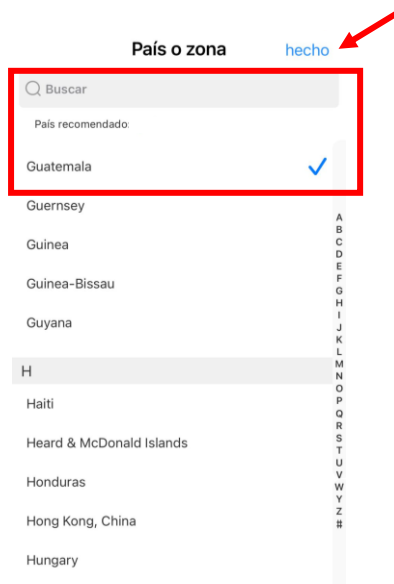 País o zona hecho
Buscar
País recomendado:
Guatemala
Guernsey
Guinea
Guinea-Bissau
Guyana
H
Haiti
Heard & McDonald Islands
Honduras
Hong Kong, China
Hungary
A
B
C
D
E
F
G
H
I
J
K
L
M
N
O
P
Q
R
S
T
U
V
W
Y
Z
#